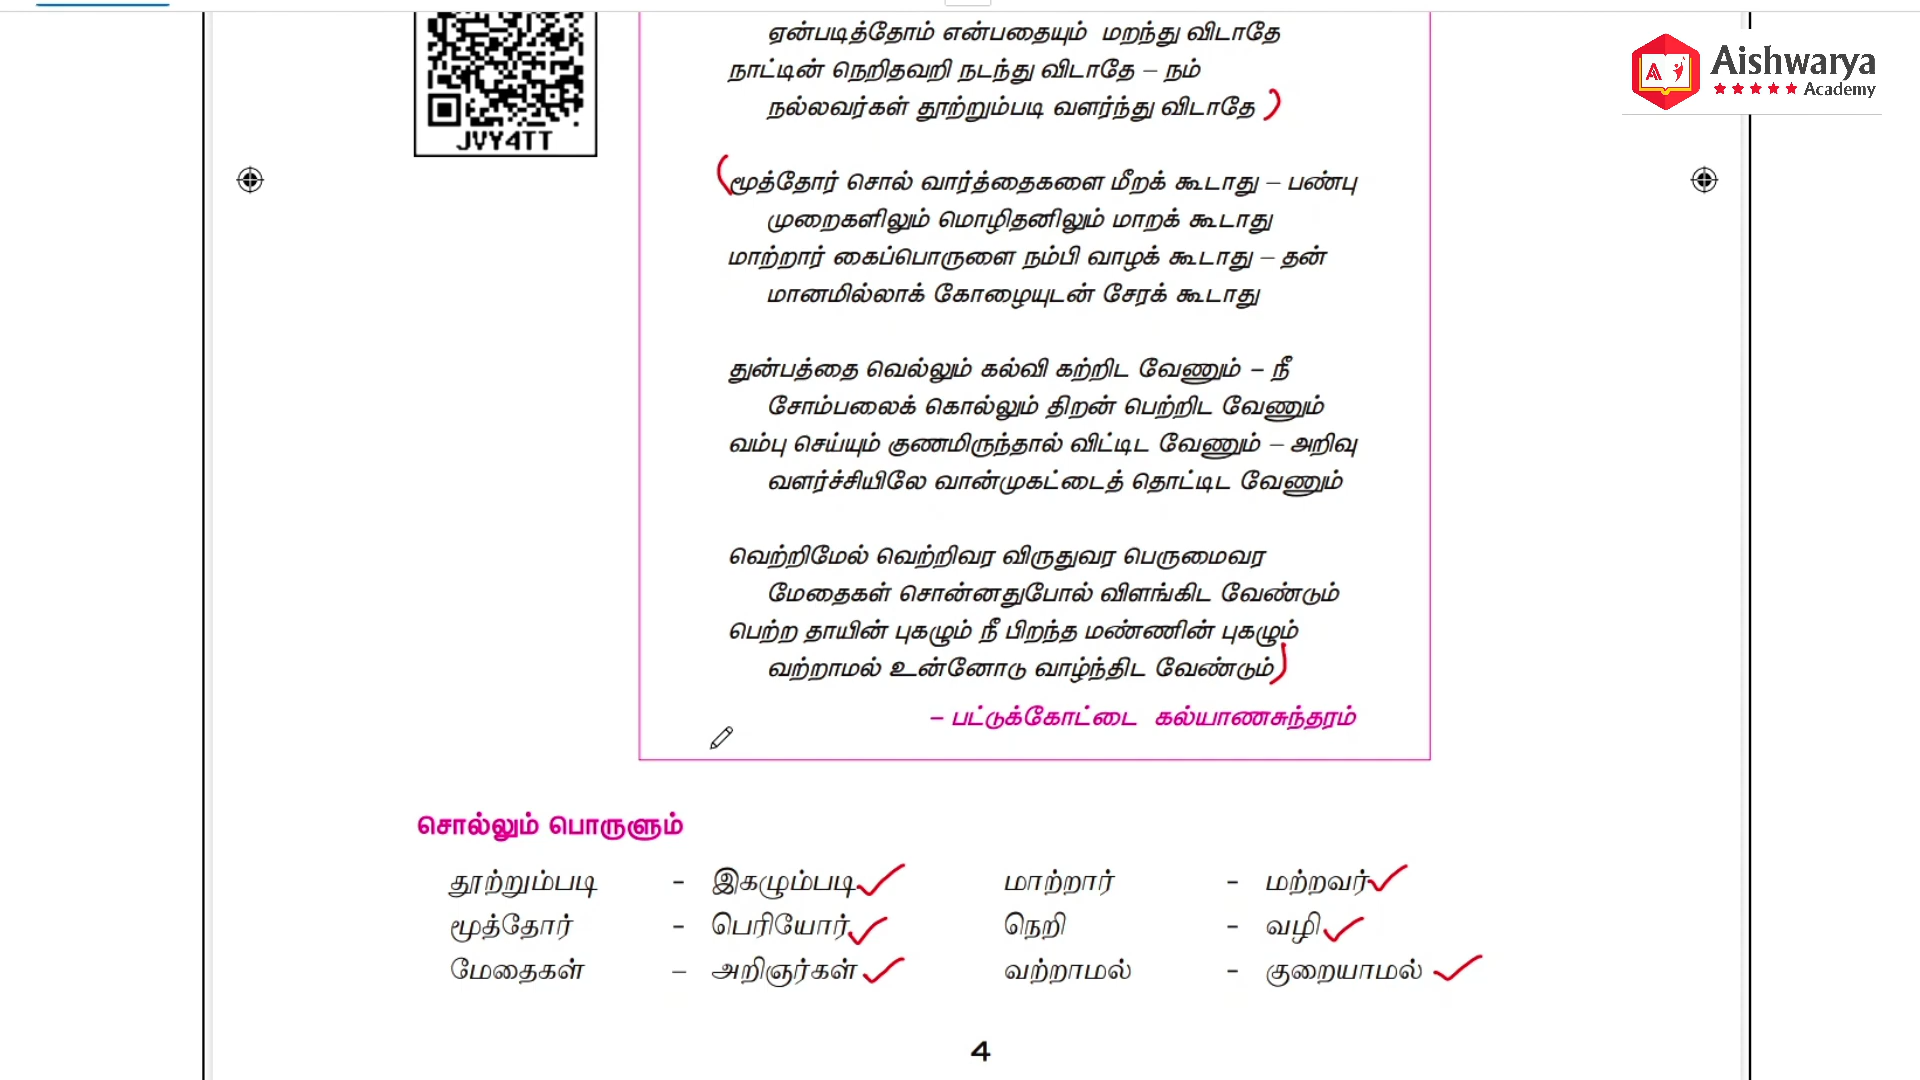 Aishwarya
Academy
JVY4TT
ஏன்படித்தோம் என்பதையும் மறந்து விடாதே
நாட்டின் நெறிதவறி நடந்து விடாதே – நம்
நல்லவர்கள் தூற்றும்படி வளர்ந்து விடாதே
மூத்தோர் சொல் வார்த்தைகளை மீறக் கூடாது – பண்பு
முறைகளிலும் மொழிதனிலும் மாறக் கூடாது
மாற்றார் கைப்பொருளை நம்பி வாழக் கூடாது – தன்
மானமில்லாக் கோழையுடன் சேரக் கூடாது
துன்பத்தை வெல்லும் கல்வி கற்றிட வேணும் – நீ
சோம்பலைக் கொல்லும் திறன் பெற்றிட வேணும்
வம்பு செய்யும் குணமிருந்தால் விட்டிட வேணும் – அறிவு
வளர்ச்சியிலே வான்முகட்டைத் தொட்டிட வேணும்
வெற்றிமேல் வெற்றிவர விருதுவர பெருமைவர
மேதைகள் சொன்னதுபோல் விளங்கிட வேண்டும்
பெற்ற தாயின் புகழும் நீ பிறந்த மண்ணின் புகழும்
வற்றாமல் உன்னோடு வாழ்ந்திட வேண்டும்
– பட்டுக்கோட்டை கல்யாணசுந்தரம்
சொல்லும் பொருளும்
தூற்றும்படி - இகழும்படி மாற்றார் - மற்றவர்
மூத்தோர் - பெரியோர் நெறி - வழி
மேதைகள் – அறிஞர்கள் வற்றாமல் - குறையாமல்
4